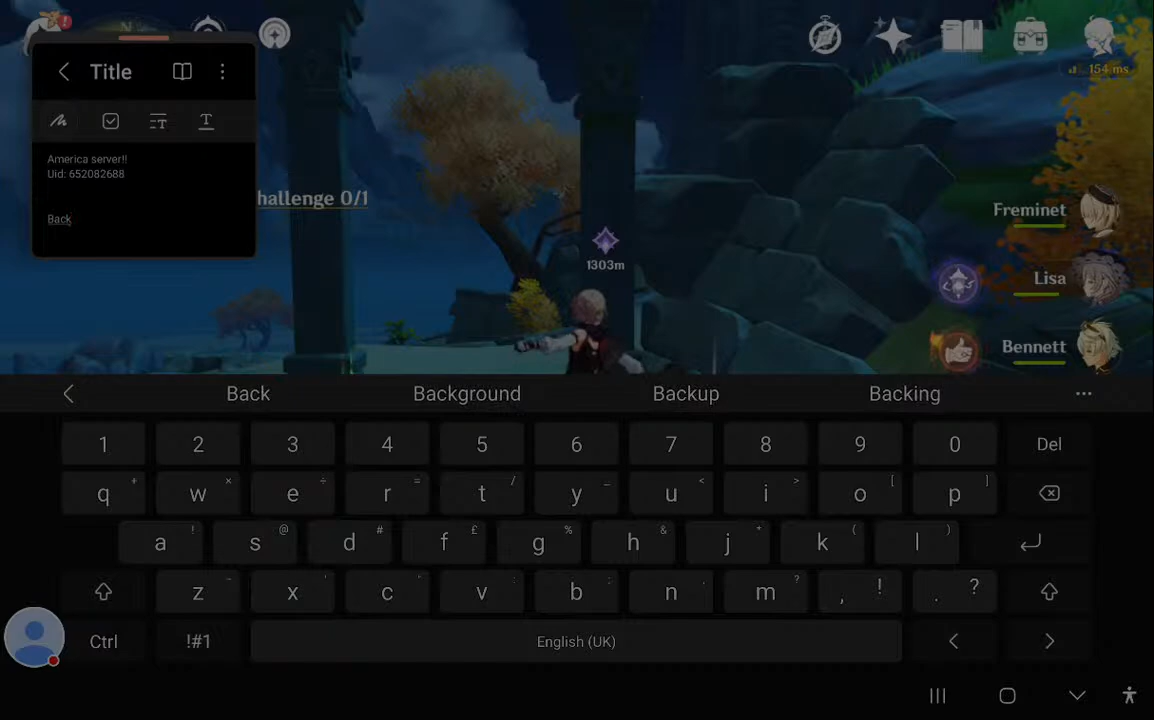 N
Title
154 ms
T
America server!!
Uid: 652082688
Back
hallenge 0/1
1303m
Freminet
Lisa
Bennett
Back Background Backup Backing ...
1 2 3 4 5 6 7 8 9 0 Del
q + w × e ÷ r = t / y _ u < i > o [ p ]
a ! s @ d # f £ g % h & j * k ( l )
z - x ' c " v : b ; n , m ? , ! . ?
Ctrl !#1 English (UK)